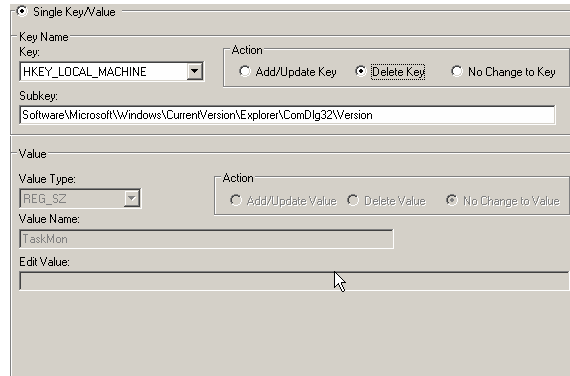 Single Key/Value
Key Name
Key:
Action
HKEY_LOCAL_MACHINE
Add/Update Key Delete Key No Change to Key
Subkey:
Software\Microsoft\Windows\CurrentVersion\Explorer\ComDlg32\Version
Value
Value Type:
Action
REG_SZ
Add/Update Value Delete Value No Change to Value
Value Name:
TaskMon
Edit Value: